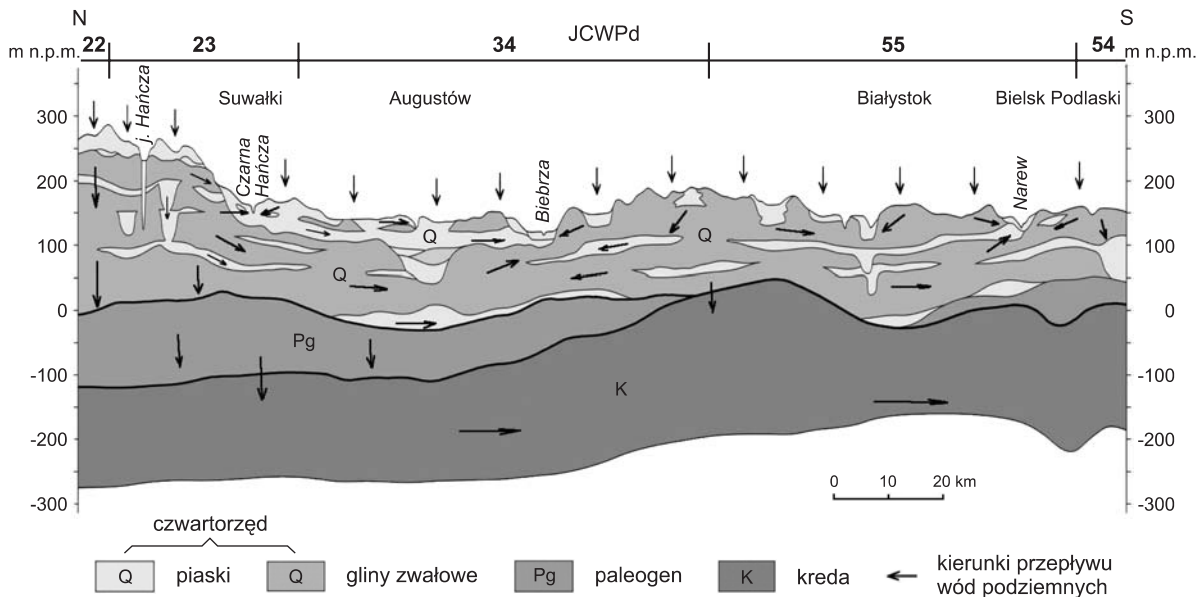 N
S
JCWPd
m n.p.m.
22
23
34
55
54
m n.p.m.
Suwałki
Augustów
Białystok
Bielsk Podlaski
j. Hańcza
Czarna
Hańcza
Biebrza
Narew
300
200
100
0
-100
-200
-300
300
200
100
0
-100
-200
-300
Q
Q
Q
Pg
K
0 10 20 km
czwartorzęd
Q piaski
Q gliny zwałowe
Pg paleogen
K kreda
kierunki przepływu
wód podziemnych